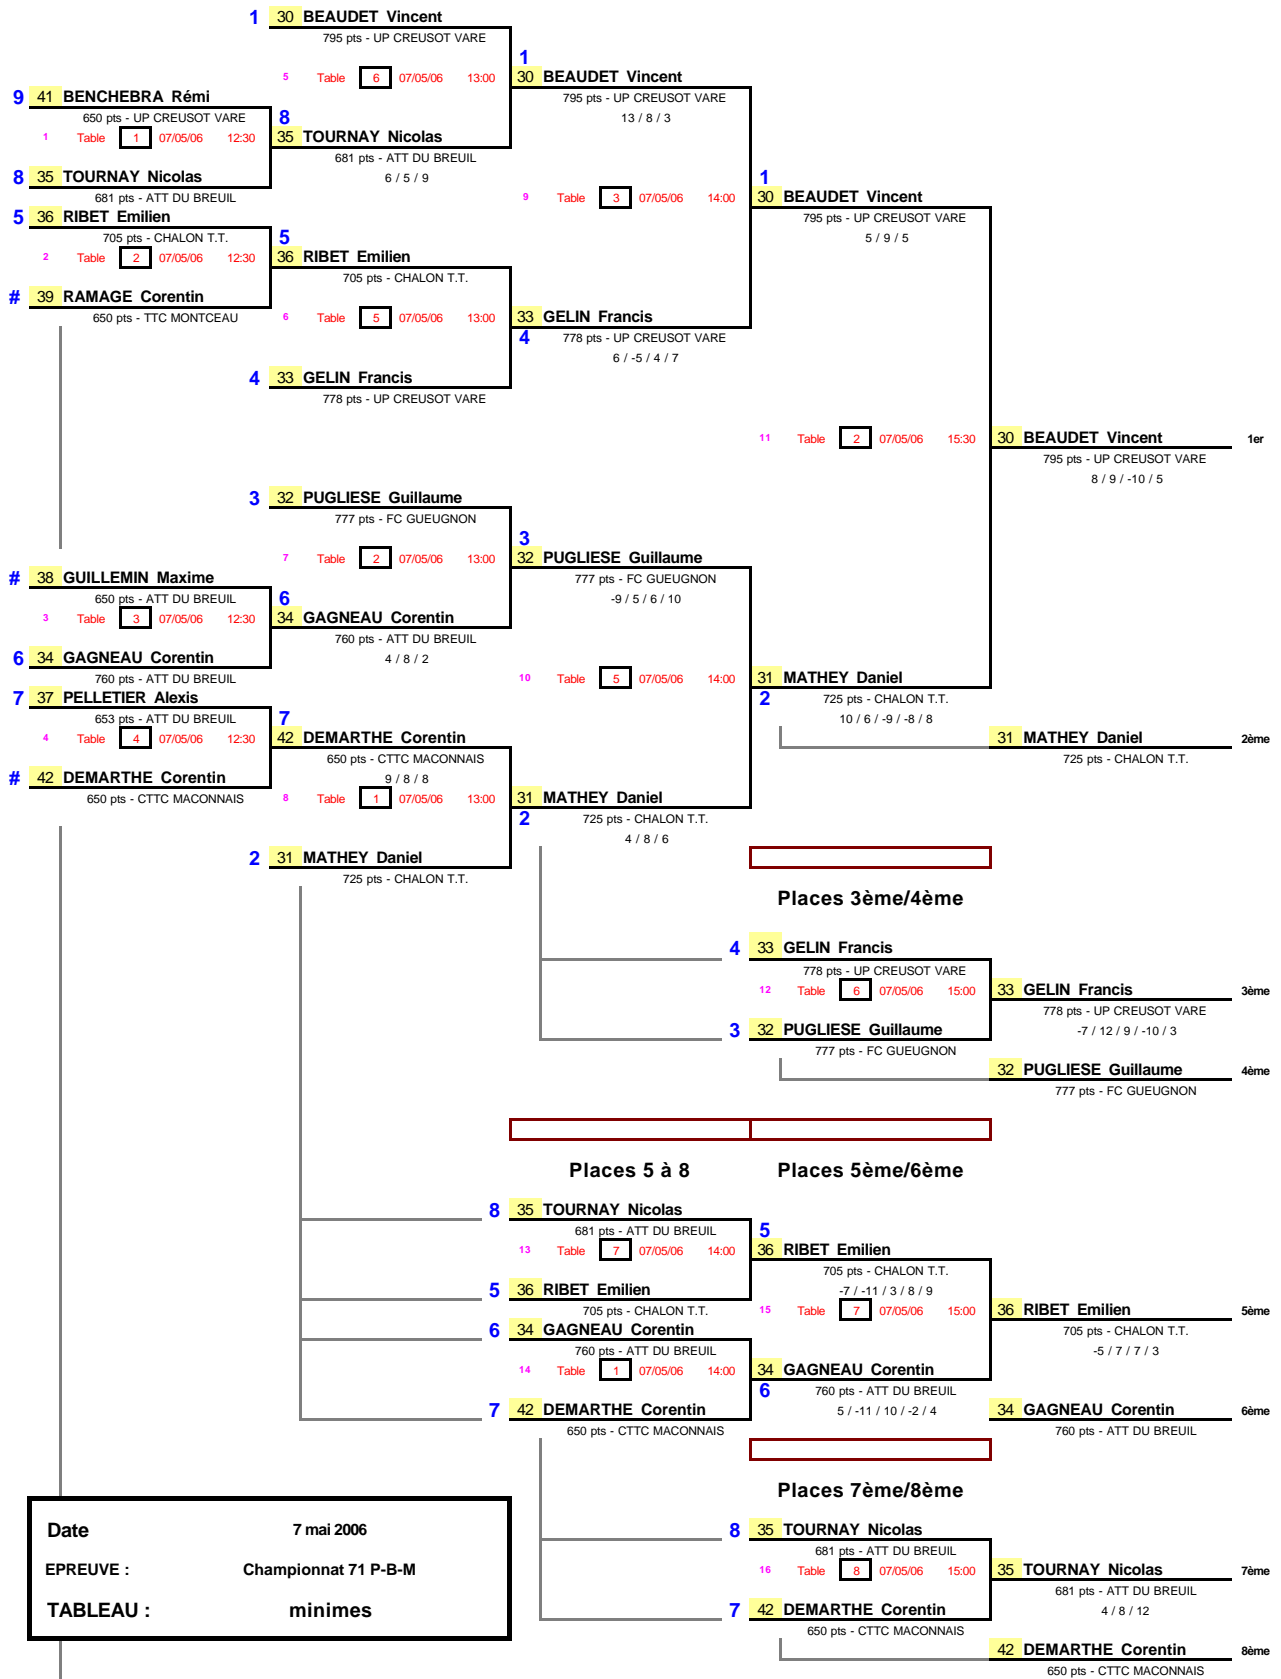 1 30 BEAUDET Vincent
795 pts - UP CREUSOT VARE
1
5 Table 6 07/05/06 13:00 30 BEAUDET Vincent
9 41 BENCHEBRA Rémi 795 pts - UP CREUSOT VARE
650 pts - UP CREUSOT VARE 8 13 / 8 / 3
1 Table 1 07/05/06 12:30 35 TOURNAY Nicolas
681 pts - ATT DU BREUIL
8 35 TOURNAY Nicolas 6 / 5 / 9 1
681 pts - ATT DU BREUIL 9 Table 3 07/05/06 14:00 30 BEAUDET Vincent
5 36 RIBET Emilien 795 pts - UP CREUSOT VARE
705 pts - CHALON T.T. 5 5 / 9 / 5
2 Table 2 07/05/06 12:30 36 RIBET Emilien
705 pts - CHALON T.T.
# 39 RAMAGE Corentin
650 pts - TTC MONTCEAU 6 Table 5 07/05/06 13:00 33 GELIN Francis
4 778 pts - UP CREUSOT VARE
6 / -5 / 4 / 7
4 33 GELIN Francis
778 pts - UP CREUSOT VARE
11 Table 2 07/05/06 15:30 30 BEAUDET Vincent 1er
795 pts - UP CREUSOT VARE
8 / 9 / -10 / 5
3 32 PUGLIESE Guillaume
777 pts - FC GUEUGNON
3
7 Table 2 07/05/06 13:00 32 PUGLIESE Guillaume
# 38 GUILLEMIN Maxime 777 pts - FC GUEUGNON
650 pts - ATT DU BREUIL 6 -9 / 5 / 6 / 10
3 Table 3 07/05/06 12:30 34 GAGNEAU Corentin
760 pts - ATT DU BREUIL
6 34 GAGNEAU Corentin 4 / 8 / 2
760 pts - ATT DU BREUIL 10 Table 5 07/05/06 14:00 31 MATHEY Daniel
7 37 PELLETIER Alexis 2 725 pts - CHALON T.T.
653 pts - ATT DU BREUIL 7 10 / 6 / -9 / -8 / 8
4 Table 4 07/05/06 12:30 42 DEMARTHE Corentin 31 MATHEY Daniel 2ème
650 pts - CTTC MACONNAIS 725 pts - CHALON T.T.
# 42 DEMARTHE Corentin 9 / 8 / 8
650 pts - CTTC MACONNAIS 8 Table 1 07/05/06 13:00 31 MATHEY Daniel
2 725 pts - CHALON T.T.
4 / 8 / 6
2 31 MATHEY Daniel
725 pts - CHALON T.T.
Places 3ème/4ème
4 33 GELIN Francis
778 pts - UP CREUSOT VARE
12 Table 6 07/05/06 15:00 33 GELIN Francis 3ème
778 pts - UP CREUSOT VARE
3 32 PUGLIESE Guillaume -7 / 12 / 9 / -10 / 3
777 pts - FC GUEUGNON
32 PUGLIESE Guillaume 4ème
777 pts - FC GUEUGNON
Places 5 à 8 Places 5ème/6ème
8 35 TOURNAY Nicolas
681 pts - ATT DU BREUIL 5
13 Table 7 07/05/06 14:00 36 RIBET Emilien
705 pts - CHALON T.T.
5 36 RIBET Emilien -7 / -11 / 3 / 8 / 9
705 pts - CHALON T.T. 15 Table 7 07/05/06 15:00 36 RIBET Emilien 5ème
6 34 GAGNEAU Corentin 705 pts - CHALON T.T.
760 pts - ATT DU BREUIL -5 / 7 / 7 / 3
14 Table 1 07/05/06 14:00 34 GAGNEAU Corentin
6 760 pts - ATT DU BREUIL
7 42 DEMARTHE Corentin 5 / -11 / 10 / -2 / 4 34 GAGNEAU Corentin 6ème
650 pts - CTTC MACONNAIS 760 pts - ATT DU BREUIL
Places 7ème/8ème
8 35 TOURNAY Nicolas
681 pts - ATT DU BREUIL
16 Table 8 07/05/06 15:00 35 TOURNAY Nicolas 7ème
681 pts - ATT DU BREUIL
7 42 DEMARTHE Corentin 4 / 8 / 12
650 pts - CTTC MACONNAIS
42 DEMARTHE Corentin 8ème
650 pts - CTTC MACONNAIS
Date 7 mai 2006
EPREUVE : Championnat 71 P-B-M
TABLEAU : minimes